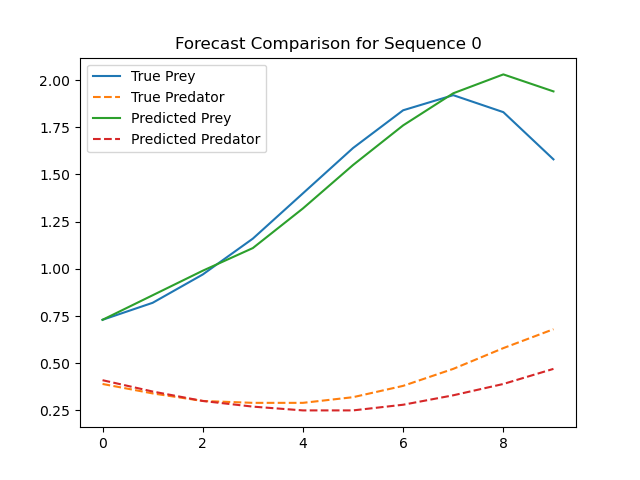 Forecast Comparison for Sequence 0
True Prey
True Predator
Predicted Prey
Predicted Predator
2.00
1.75
1.50
1.25
1.00
0.75
0.50
0.25
0 2 4 6 8